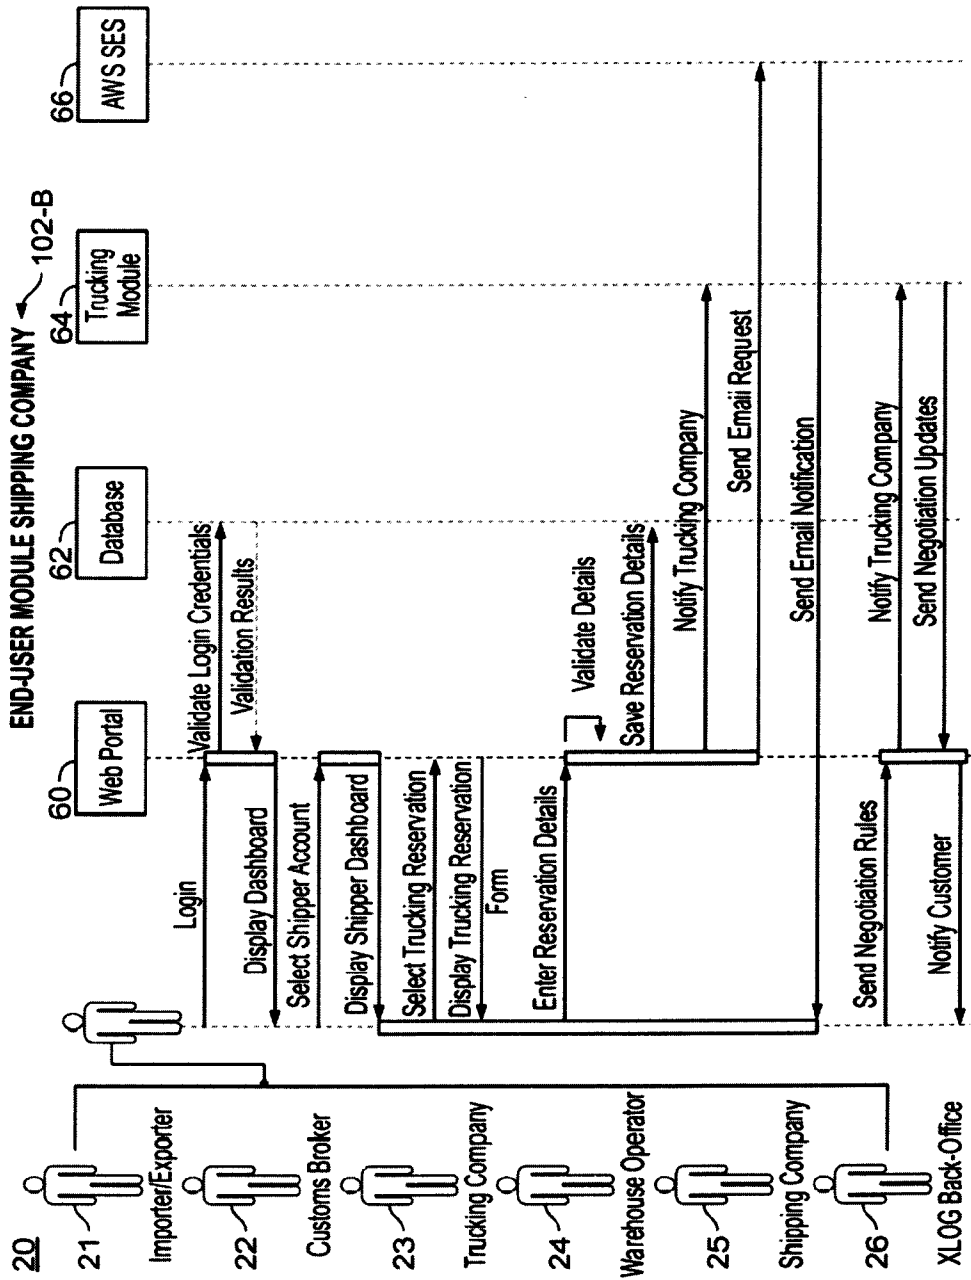 END-USER MODULE SHIPPING COMPANY
102-B
20
21
Importer/Exporter
22
Customs Broker
23
Trucking Company
24
Warehouse Operator
25
Shipping Company
26
XLOG Back-Office
60
Web Portal
62
Database
64
Trucking
Module
66
AWS SES
Login
Validate Login Credentials
Validation Results
Display Dashboard
Select Shipper Account
Display Shipper Dashboard
Select Trucking Reservation
Display Trucking Reservation
Form
Enter Reservation Details
Validate Details
Save Reservation Details
Notify Trucking Company
Send Email Request
Send Email Notification
Send Negotiation Rules
Notify Trucking Company
Send Negotiation Updates
Notify Customer